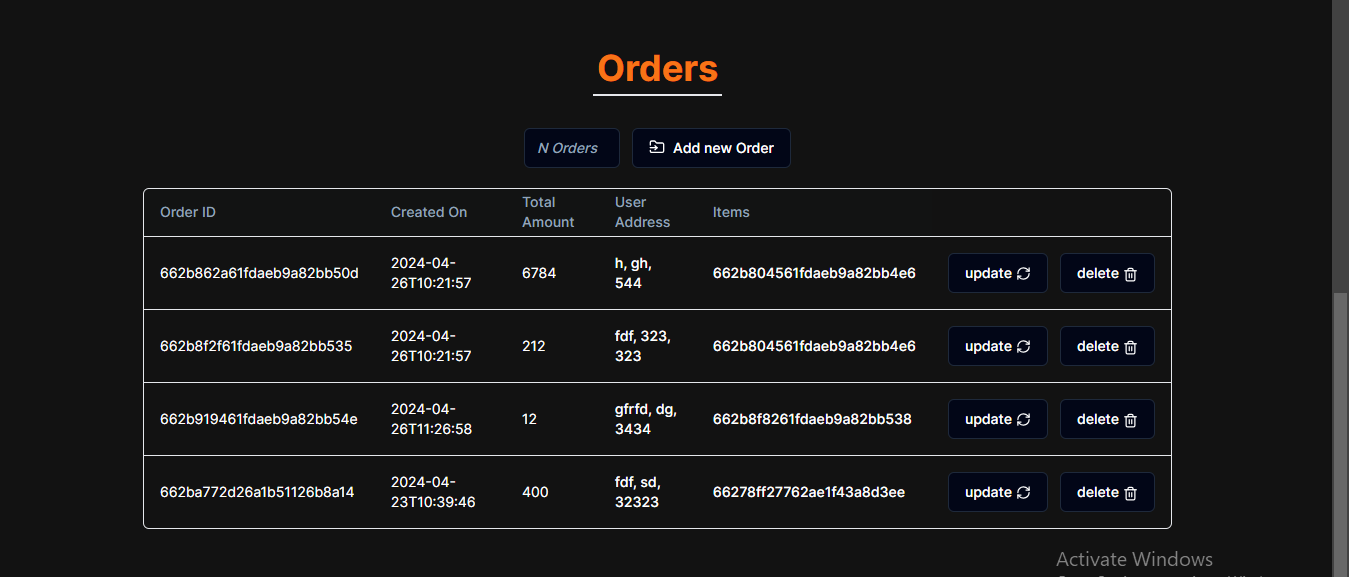 Orders
N Orders Add new Order
Order ID Created On Total Amount User Address Items
662b862a61fdaeb9a82bb50d 2024-04-26T10:21:57 6784 h, gh, 544 662b804561fdaeb9a82bb4e6 update delete
662b8f2f61fdaeb9a82bb535 2024-04-26T10:21:57 212 fdf, 323, 323 662b804561fdaeb9a82bb4e6 update delete
662b919461fdaeb9a82bb54e 2024-04-26T11:26:58 12 gfrfd, dg, 3434 662b8f8261fdaeb9a82bb538 update delete
662ba772d26a1b51126b8a14 2024-04-23T10:39:46 400 fdf, sd, 32323 66278ff27762ae1f43a8d3ee update delete
Activate Windows